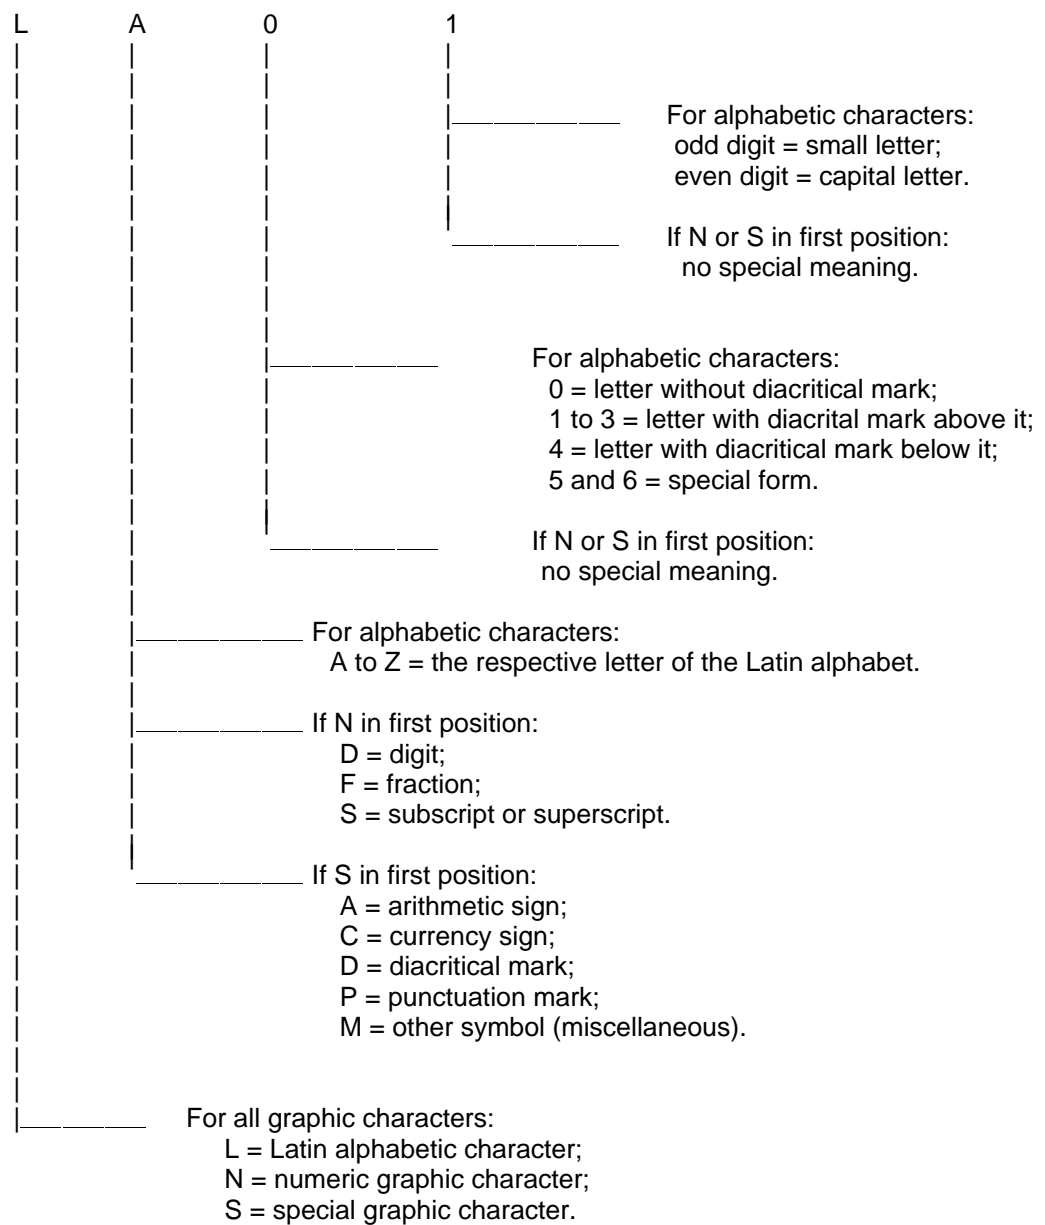 L A 0 1
For alphabetic characters:
odd digit = small letter;
even digit = capital letter.
If N or S in first position:
no special meaning.
For alphabetic characters:
0 = letter without diacritical mark;
1 to 3 = letter with diacrital mark above it;
4 = letter with diacritical mark below it;
5 and 6 = special form.
If N or S in first position:
no special meaning.
For alphabetic characters:
A to Z = the respective letter of the Latin alphabet.
If N in first position:
D = digit;
F = fraction;
S = subscript or superscript.
If S in first position:
A = arithmetic sign;
C = currency sign;
D = diacritical mark;
P = punctuation mark;
M = other symbol (miscellaneous).
For all graphic characters:
L = Latin alphabetic character;
N = numeric graphic character;
S = special graphic character.